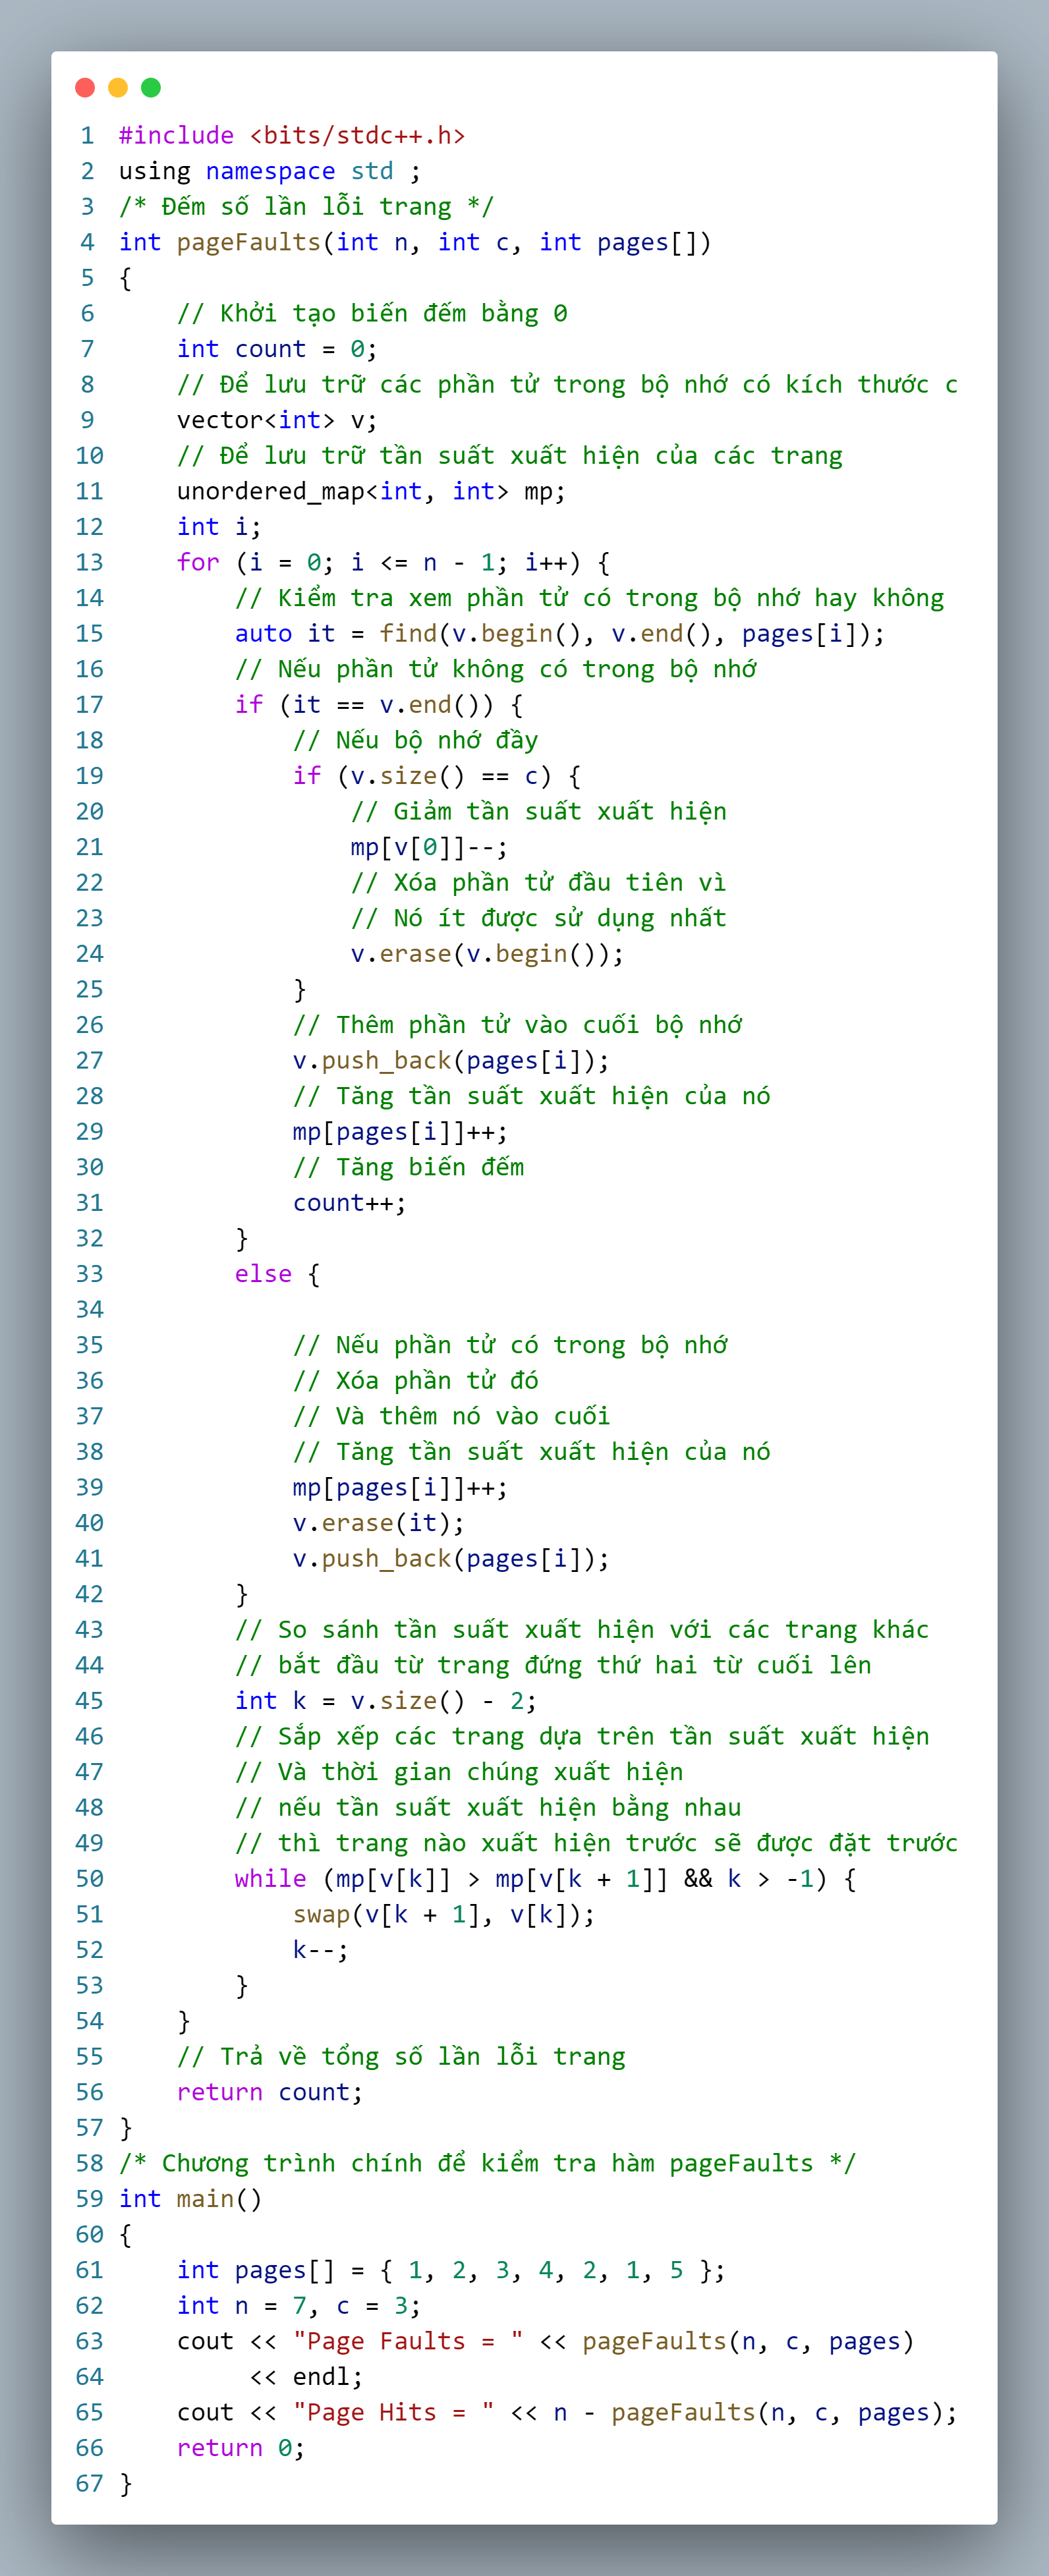 1 #include <bits/stdc++.h>
2 using namespace std ;
3 /* Đếm số lần lỗi trang */
4 int pageFaults(int n, int c, int pages[])
5 {
6     // Khởi tạo biến đếm bằng 0
7     int count = 0;
8     // Để lưu trữ các phần tử trong bộ nhớ có kích thước c
9     vector<int> v;
10     // Để lưu trữ tần suất xuất hiện của các trang
11     unordered_map<int, int> mp;
12     int i;
13     for (i = 0; i <= n - 1; i++) {
14         // Kiểm tra xem phần tử có trong bộ nhớ hay không
15         auto it = find(v.begin(), v.end(), pages[i]);
16         // Nếu phần tử không có trong bộ nhớ
17         if (it == v.end()) {
18             // Nếu bộ nhớ đầy
19             if (v.size() == c) {
20                 // Giảm tần suất xuất hiện
21                 mp[v[0]]--;
22                 // Xóa phần tử đầu tiên vì
23                 // Nó ít được sử dụng nhất
24                 v.erase(v.begin());
25             }
26             // Thêm phần tử vào cuối bộ nhớ
27             v.push_back(pages[i]);
28             // Tăng tần suất xuất hiện của nó
29             mp[pages[i]]++;
30             // Tăng biến đếm
31             count++;
32         }
33         else {
34
35             // Nếu phần tử có trong bộ nhớ
36             // Xóa phần tử đó
37             // Và thêm nó vào cuối
38             // Tăng tần suất xuất hiện của nó
39             mp[pages[i]]++;
40             v.erase(it);
41             v.push_back(pages[i]);
42         }
43         // So sánh tần suất xuất hiện với các trang khác
44         // bắt đầu từ trang đứng thứ hai từ cuối lên
45         int k = v.size() - 2;
46         // Sắp xếp các trang dựa trên tần suất xuất hiện
47         // Và thời gian chúng xuất hiện
48         // nếu tần suất xuất hiện bằng nhau
49         // thì trang nào xuất hiện trước sẽ được đặt trước
50         while (mp[v[k]] > mp[v[k + 1]] && k > -1) {
51             swap(v[k + 1], v[k]);
52             k--;
53         }
54     }
55     // Trả về tổng số lần lỗi trang
56     return count;
57 }
58 /* Chương trình chính để kiểm tra hàm pageFaults */
59 int main()
60 {
61     int pages[] = { 1, 2, 3, 4, 2, 1, 5 };
62     int n = 7, c = 3;
63     cout << "Page Faults = " << pageFaults(n, c, pages)
64          << endl;
65     cout << "Page Hits = " << n - pageFaults(n, c, pages);
66     return 0;
67 }